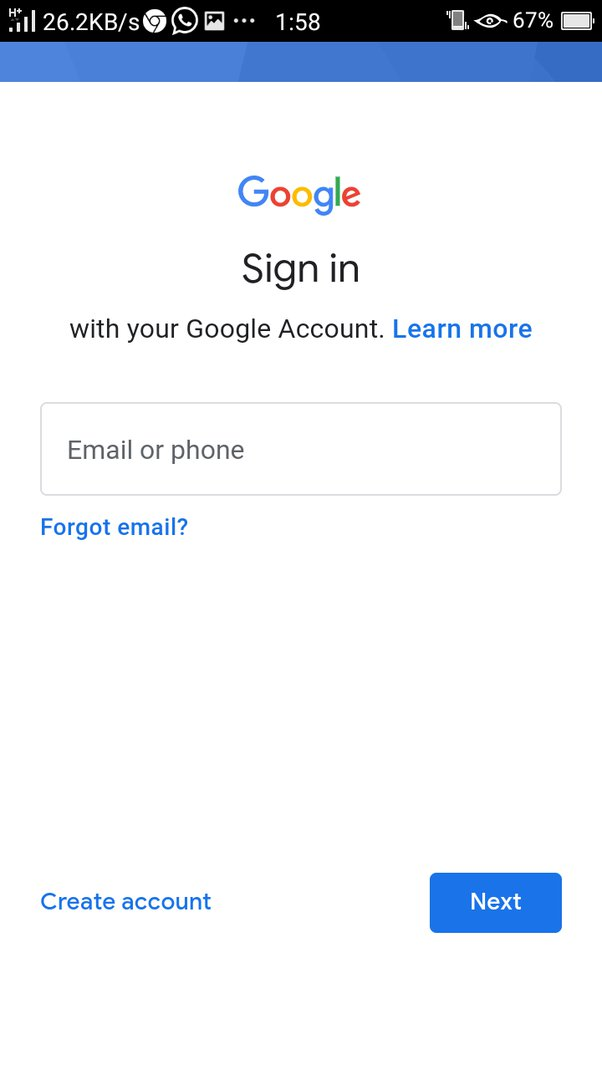 H+ 26.2KB/s ... 1:58 67%
Google
Sign in
with your Google Account. Learn more
Email or phone
Forgot email?
Create account Next